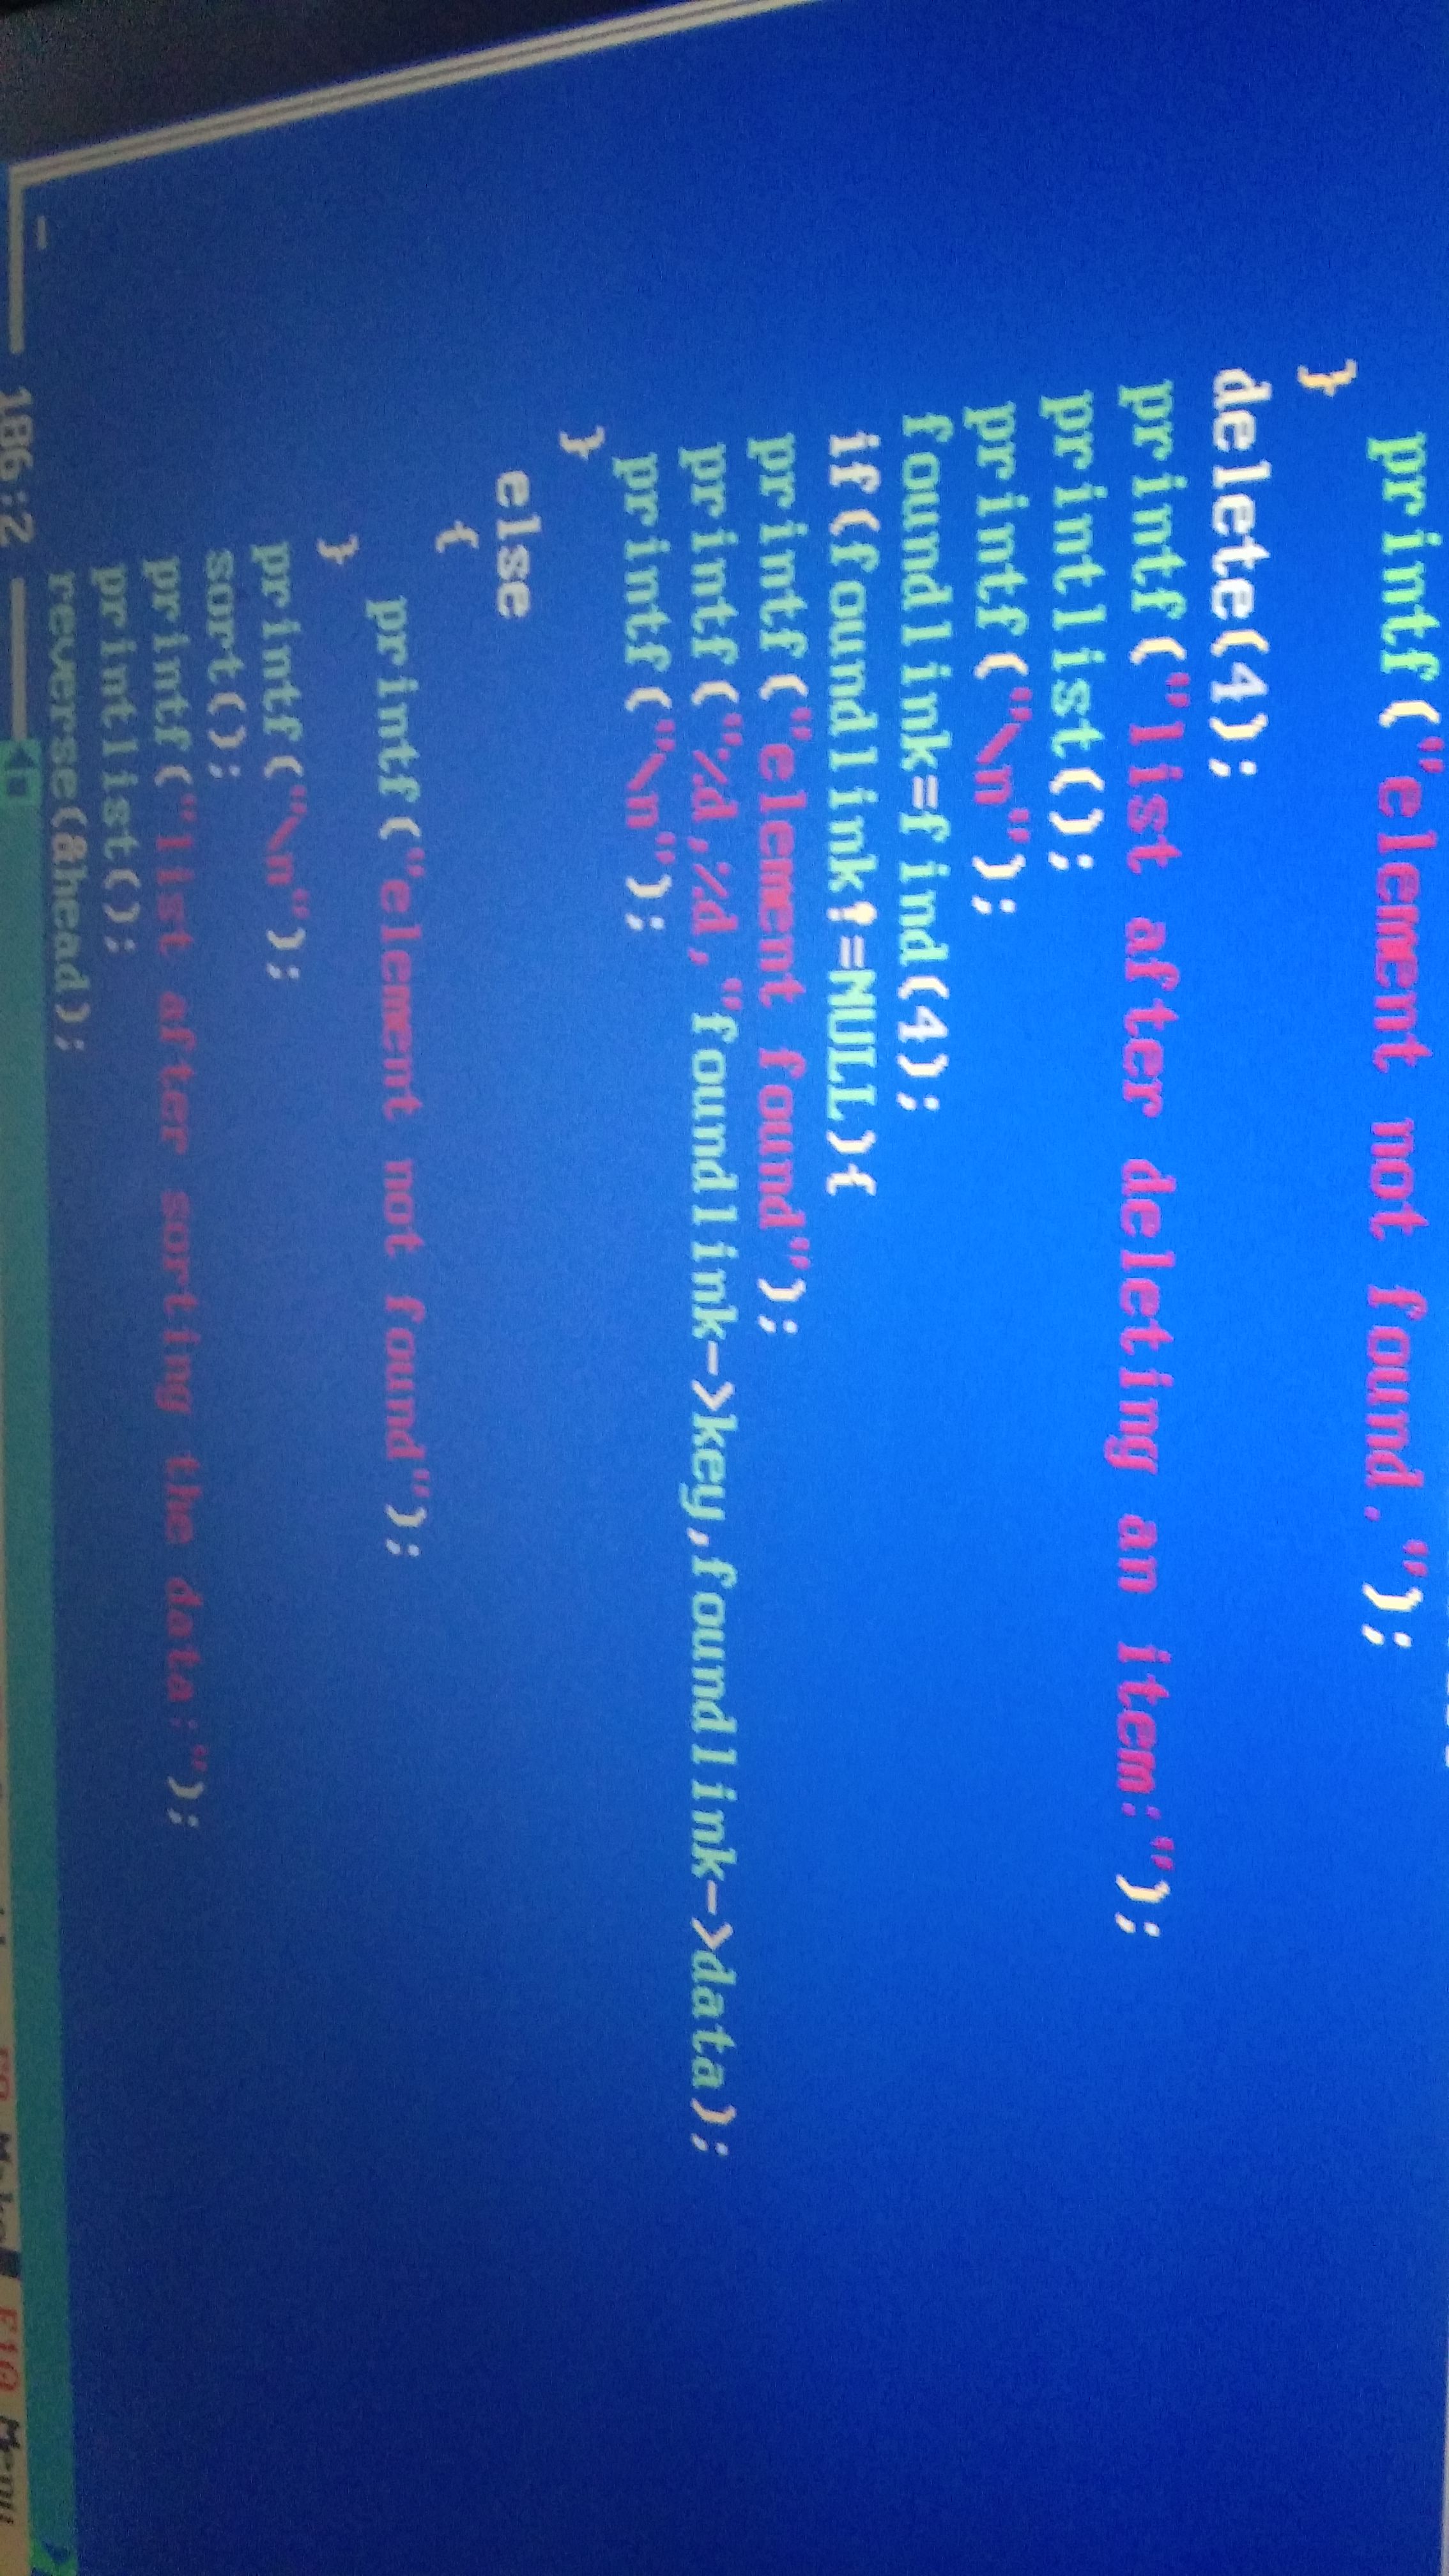 printf("element not found.");
}
delete(4);
printf("list after deleting an item:");
printlist();
printf("\n");
foundlink=find(4);
if(foundlink!=NULL){
printf("element found");
printf("%d,%d,"foundlink->key,foundlink->data);
printf("\n");
}
else
{
printf("element not found");
}
printf("\n");
sort();
printf("list after sorting the data:");
printlist();
reverse(&head);
186:2
F10 Menu